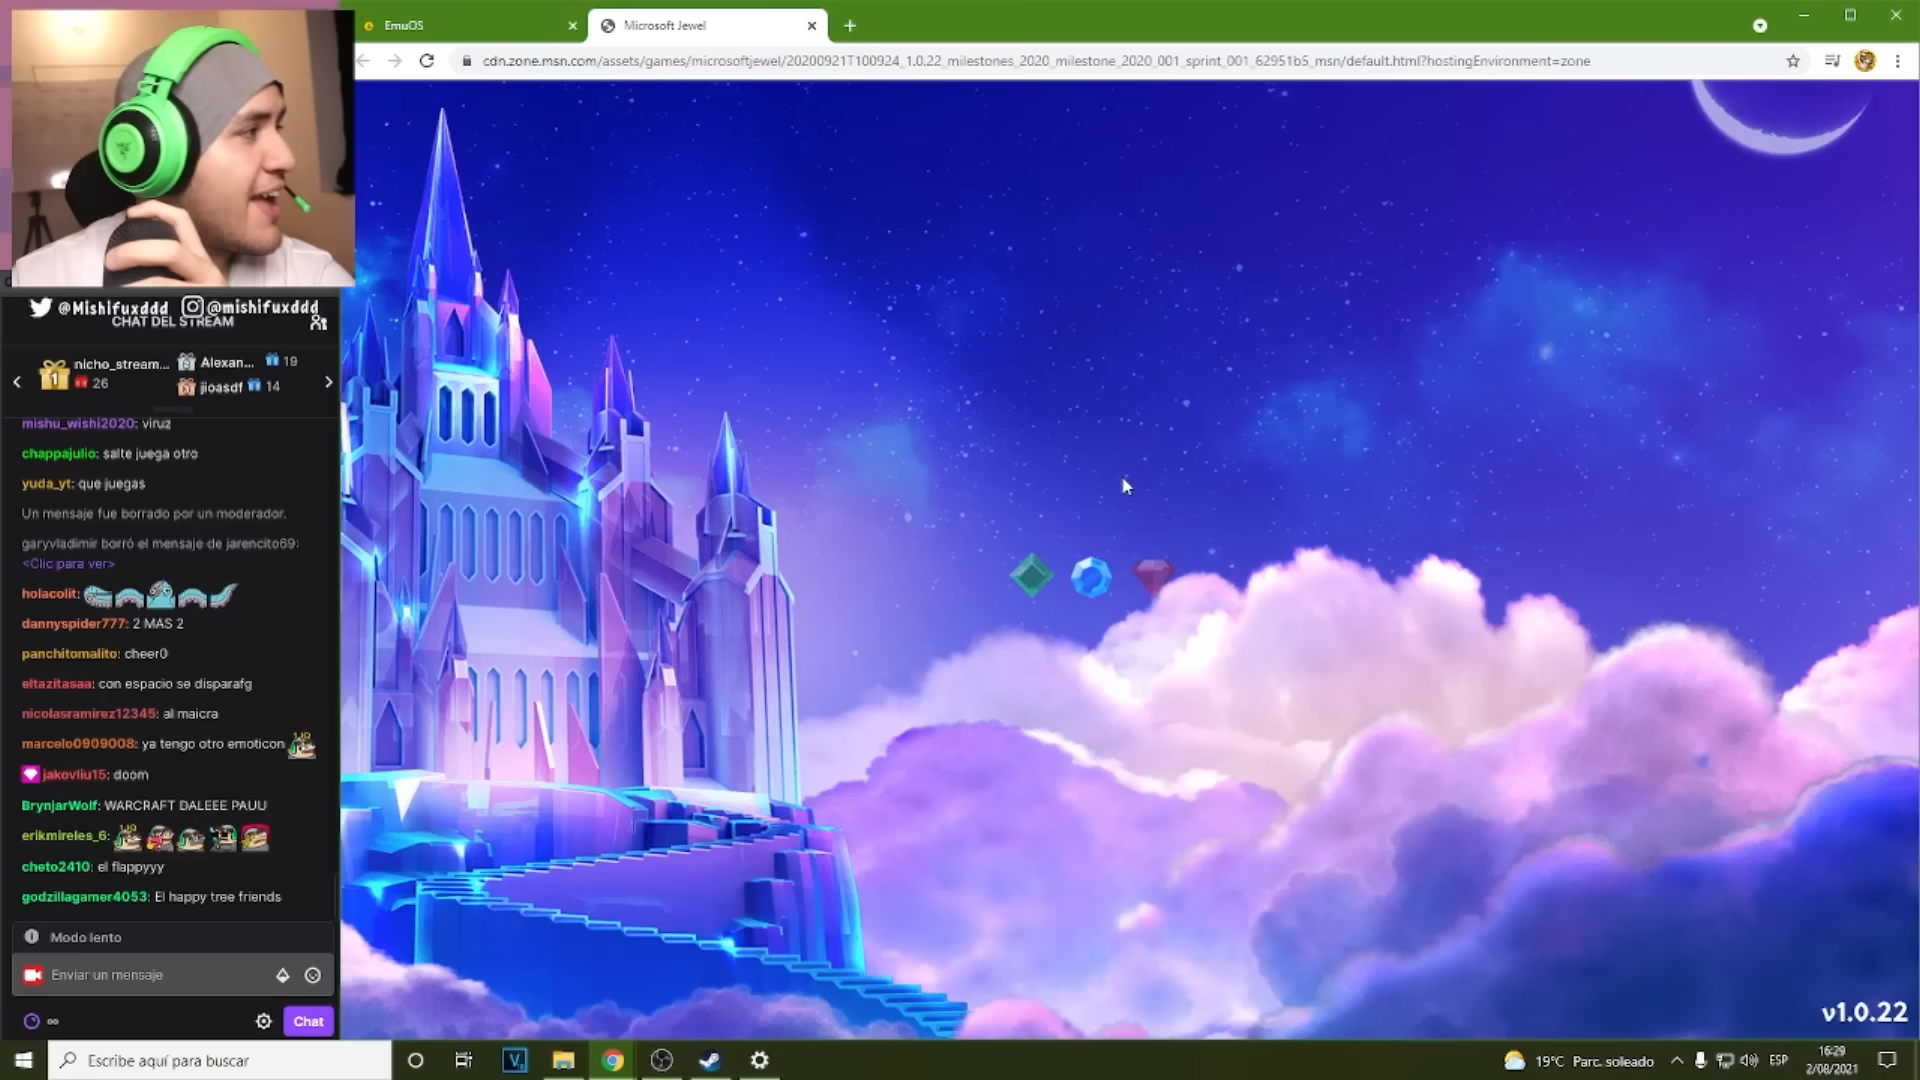 EmuOS
Microsoft Jewel
cdn.zone.msn.com/assets/games/microsoftjewel/20200921T100924_1.0.22_milestones_2020_milestone_2020_001_sprint_001_62951b5_msn/default.html?hostingEnvironment=zone
@Mishifuxddd @mishifuxddd
CHAT DEL STREAM
nicho_stream... 26
Alexan... 19
jioasdf 14
mishu_wishi2020: viruz
chappajulio: salte juega otro
yuda_yt: que juegas
Un mensaje fue borrado por un moderador.
garyvladimir borró el mensaje de jarencito69:
<Clic para ver>
holacolit:
dannyspider777: 2 MAS 2
panchitomalito: cheer0
eltazitasaa: con espacio se disparafg
nicolasramirez12345: al maicra
marcelo0909008: ya tengo otro emoticon
jakovliu15: doom
BrynjarWolf: WARCRAFT DALEEE PAUU
erikmireles_6:
cheto2410: el flappyyy
godzillagamer4053: El happy tree friends
Modo lento
Enviar un mensaje
Chat
v1.0.22
Escribe aquí para buscar
19°C Parc. soleado
ESP
16:29
2/08/2021